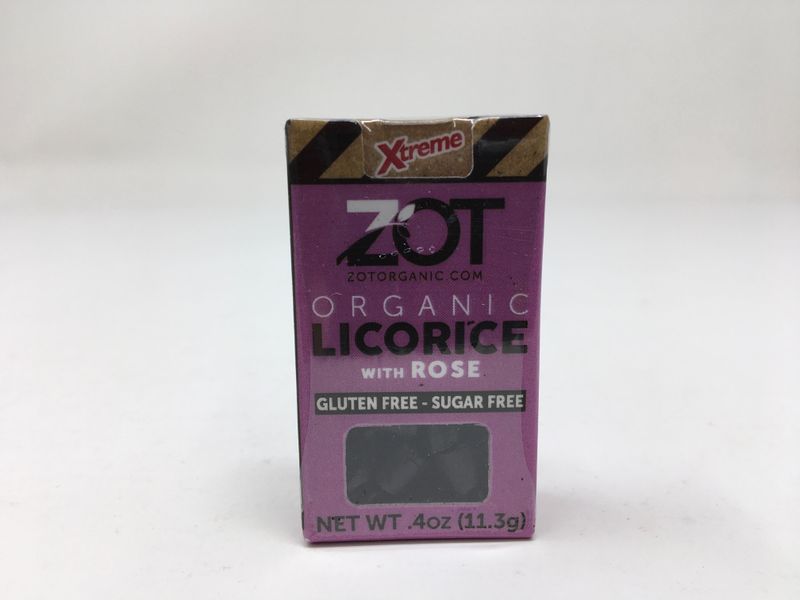 Xtreme
ZOT
ZOTORGANIC.COM
ORGANIC
LICORICE
WITH ROSE
GLUTEN FREE - SUGAR FREE
NET WT .4oz (11.3g)